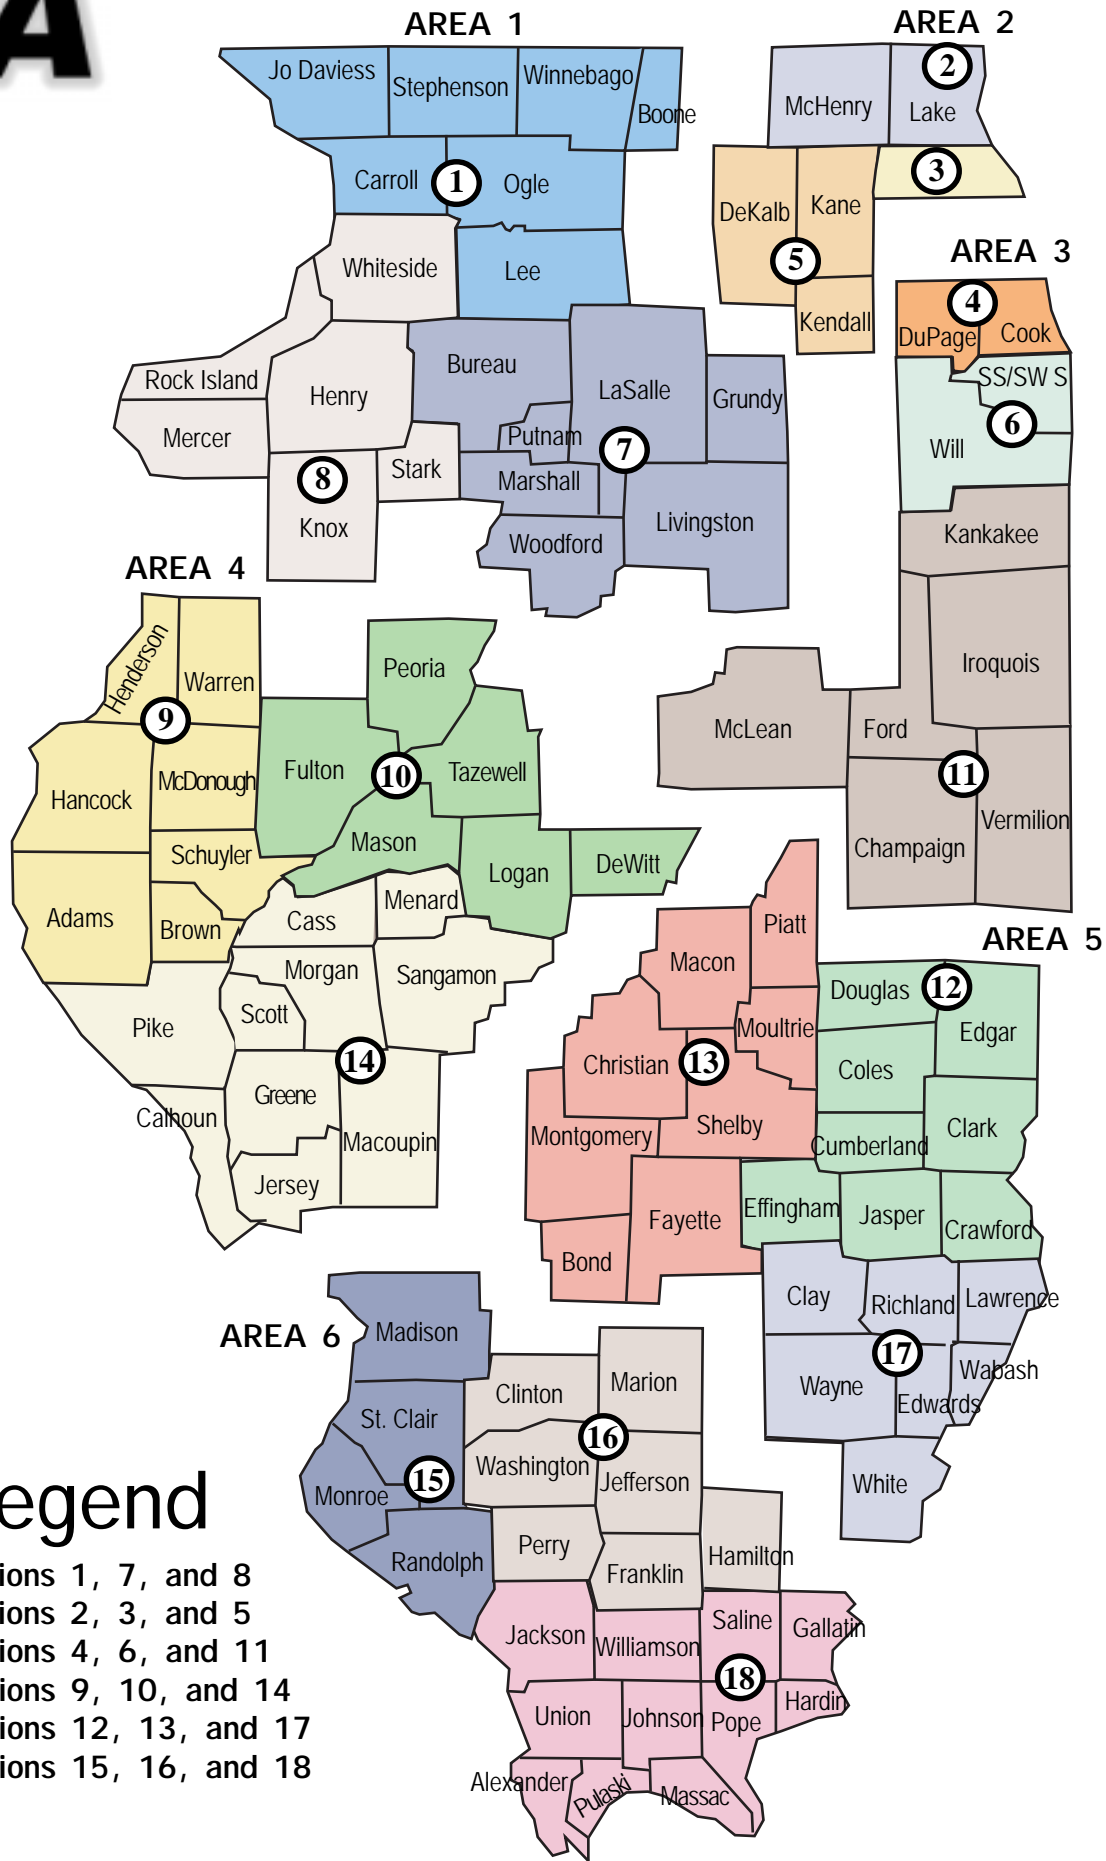 A
AREA 1
Jo Daviess
Stephenson
Winnebago
Boone
Carroll
1
Ogle
Whiteside
Lee
Rock Island
Henry
Mercer
Bureau
LaSalle
Grundy
Putnam
7
Stark
Marshall
8
Knox
Livingston
Woodford
AREA 2
2
McHenry
Lake
3
DeKalb
Kane
5
Kendall
AREA 3
4
DuPage
Cook
SS/SW S
6
Will
Kankakee
Iroquois
McLean
Ford
11
Vermilion
Champaign
AREA 4
Henderson
Warren
9
Peoria
Hancock
McDonough
Fulton
10
Tazewell
Schuyler
Mason
Logan
DeWitt
Adams
Brown
Cass
Menard
Morgan
Sangamon
Pike
Scott
14
Greene
Calhoun
Macoupin
Jersey
AREA 5
Piatt
Macon
Douglas
12
Moultrie
Edgar
Christian
13
Coles
Montgomery
Shelby
Cumberland
Clark
Effingham
Jasper
Crawford
Fayette
Bond
Clay
Richland
Lawrence
17
Wayne
Edwards
Wabash
White
AREA 6
Madison
St. Clair
Clinton
Marion
16
15
Washington
Jefferson
Monroe
Perry
Randolph
Franklin
Hamilton
Jackson
Williamson
Saline
Gallatin
18
Hardin
Union
Johnson
Pope
Alexander
Pulaski
Massac
egend
ions 1, 7, and 8
ions 2, 3, and 5
ions 4, 6, and 11
ions 9, 10, and 14
ions 12, 13, and 17
ions 15, 16, and 18